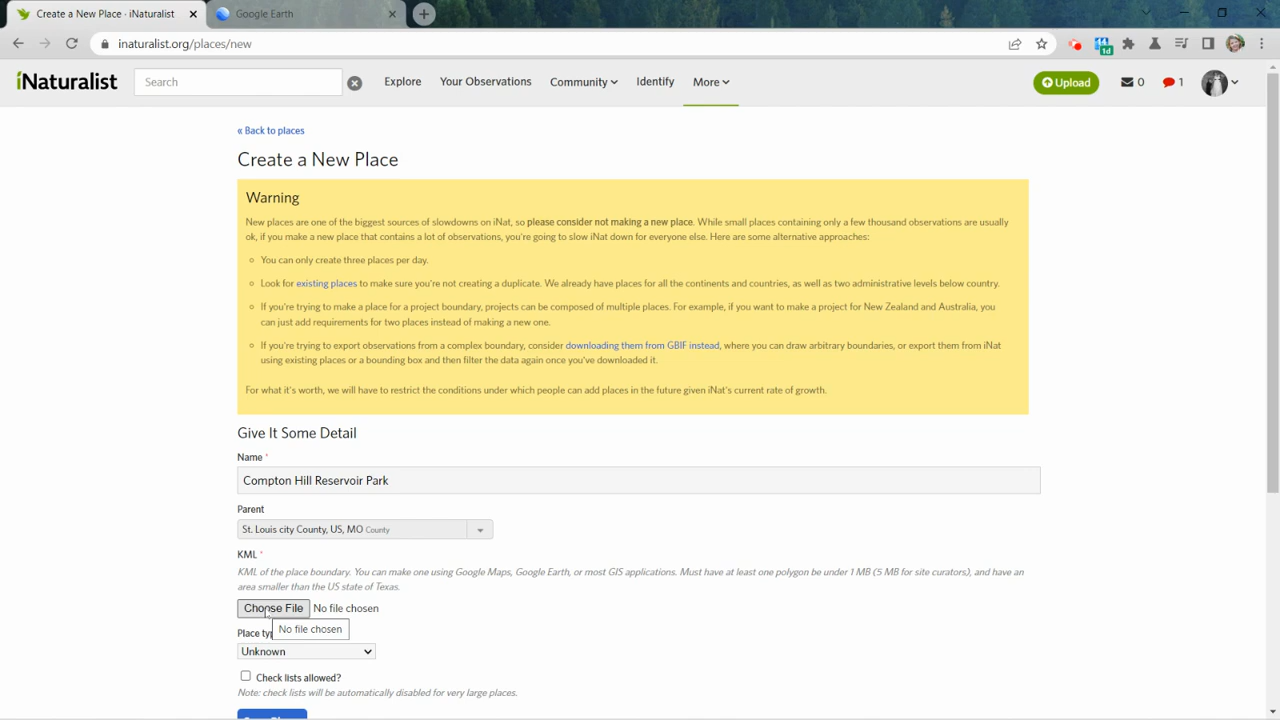 Create a New Place · iNaturalist
Google Earth
inaturalist.org/places/new
iNaturalist
Search
Explore
Your Observations
Community
Identify
More
Upload
0
1
« Back to places
Create a New Place
Warning
New places are one of the biggest sources of slowdowns on iNat, so please consider not making a new place. While small places containing only a few thousand observations are usually
ok, if you make a new place that contains a lot of observations, you're going to slow iNat down for everyone else. Here are some alternative approaches:
You can only create three places per day.
Look for existing places to make sure you're not creating a duplicate. We already have places for all the continents and countries, as well as two administrative levels below country.
If you're trying to make a place for a project boundary, projects can be composed of multiple places. For example, if you want to make a project for New Zealand and Australia, you
can just add requirements for two places instead of making a new one.
If you're trying to export observations from a complex boundary, consider downloading them from GBIF instead, where you can draw arbitrary boundaries, or export them from iNat
using existing places or a bounding box and then filter the data again once you've downloaded it.
For what it's worth, we will have to restrict the conditions under which people can add places in the future given iNat's current rate of growth.
Give It Some Detail
Name *
Compton Hill Reservoir Park
Parent
St. Louis city County, US, MO County
KML *
KML of the place boundary. You can make one using Google Maps, Google Earth, or most GIS applications. Must have at least one polygon be under 1 MB (5 MB for site curators), and have an
area smaller than the US state of Texas.
Choose File No file chosen
No file chosen
Place typ
Unknown
Check lists allowed?
Note: check lists will be automatically disabled for very large places.